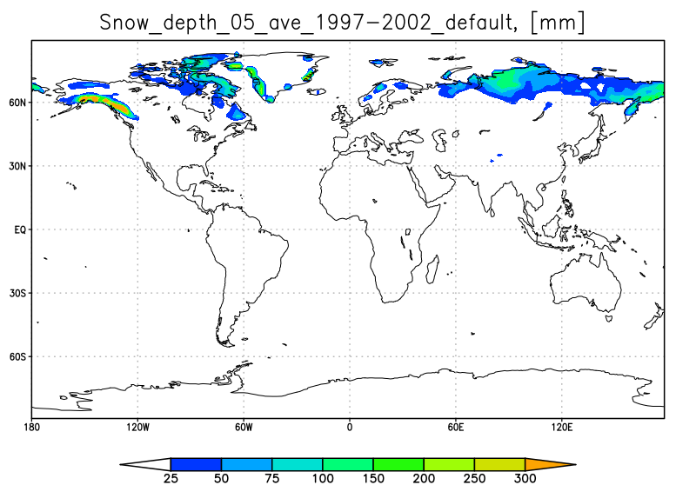 Snow_depth_05_ave_1997-2002_default, [mm]
60N
30N
EQ
30S
60S
180 120W 60W 0 60E 120E
25 50 75 100 150 200 250 300